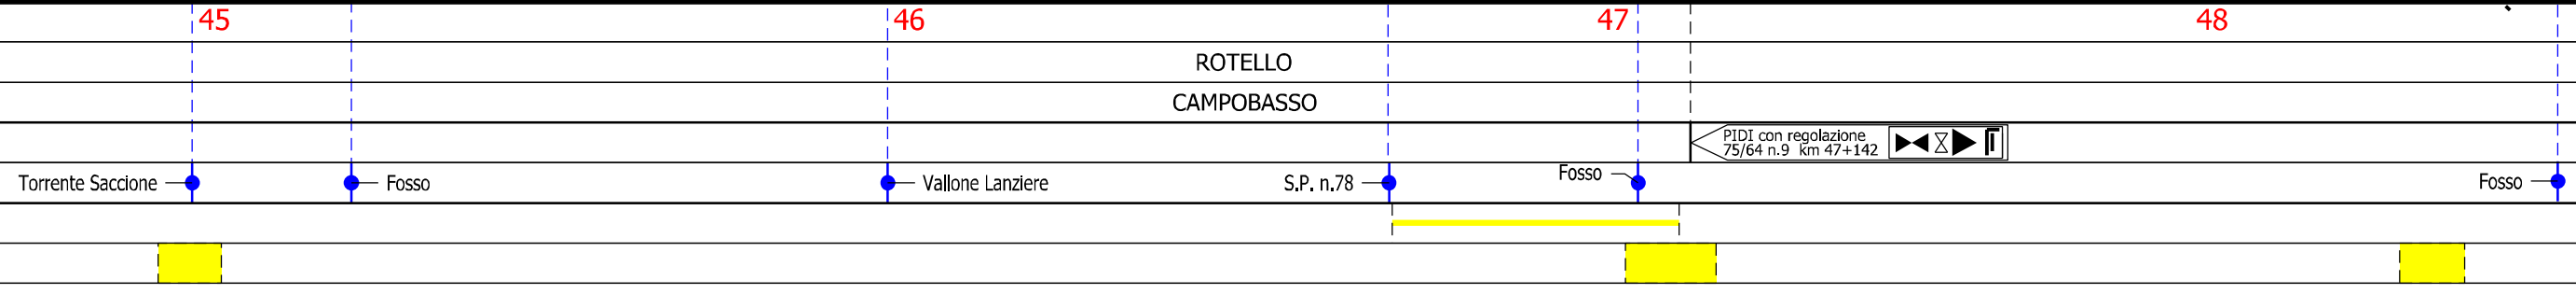 45
46
47
48
ROTELLO
CAMPOBASSO
PIDI con regolazione
75/64 n.9 km 47+142
Torrente Saccione
Fosso
Vallone Lanziere
S.P. n.78
Fosso
Fosso